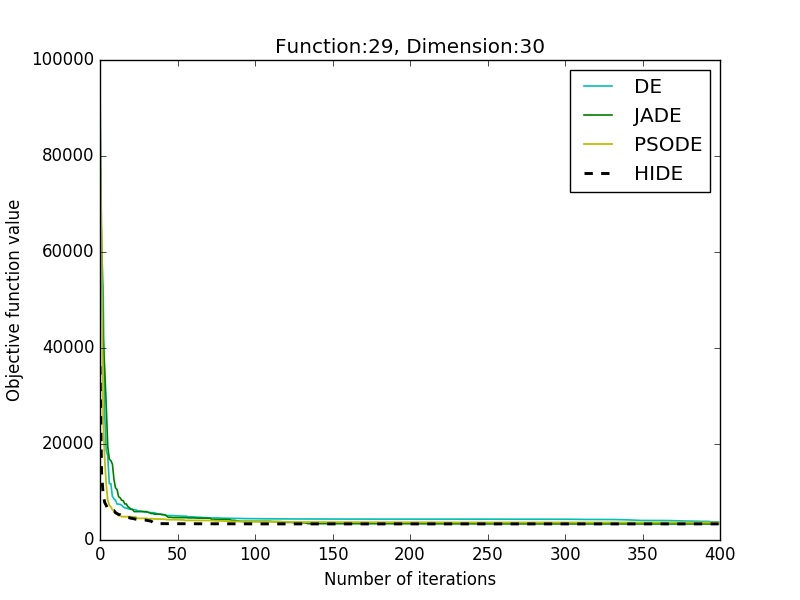 Function:29, Dimension:30
100000
80000
60000
40000
20000
0
Objective function value
DE
JADE
PSODE
HIDE
0 50 100 150 200 250 300 350 400
Number of iterations